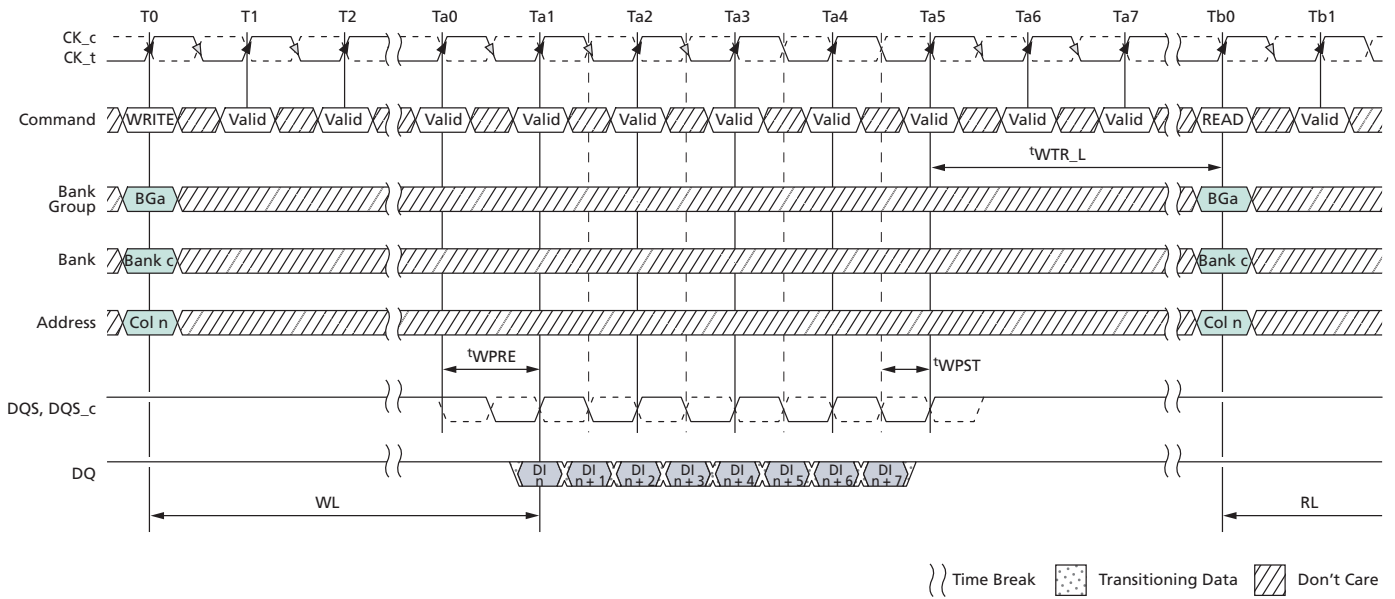 T0 T1 T2 Ta0 Ta1 Ta2 Ta3 Ta4 Ta5 Ta6 Ta7 Tb0 Tb1
CK_c
CK_t
Command WRITE Valid Valid Valid Valid Valid Valid Valid Valid Valid Valid READ Valid
tWTR_L
Bank
Group BGa BGa
Bank Bank c Bank c
Address Col n Col n
tWPRE tWPST
DQS, DQS_c
DQ DI n DI n + 1 DI n + 2 DI n + 3 DI n + 4 DI n + 5 DI n + 6 DI n + 7
WL RL
Time Break Transitioning Data Don't Care